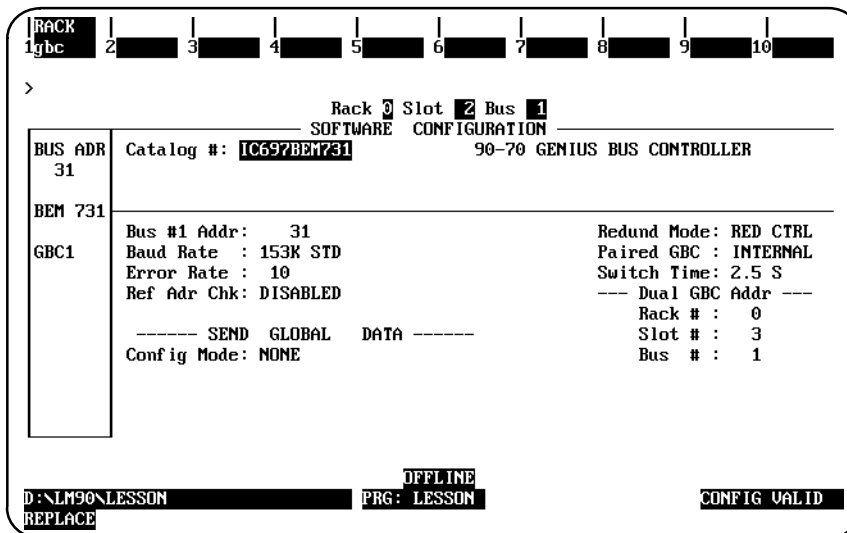 RACK
1gbc 2 3 4 5 6 7 8 9 10
>
Rack 0 Slot 2 Bus 1
SOFTWARE CONFIGURATION
BUS ADR Catalog #: IC697BEM731 90-70 GENIUS BUS CONTROLLER
31
BEM 731
Bus #1 Addr: 31 Redund Mode: RED CTRL
GBC1 Baud Rate : 153K STD Paired GBC : INTERNAL
Error Rate : 10 Switch Time: 2.5 S
Ref Adr Chk: DISABLED --- Dual GBC Addr ---
Rack # : 0
------ SEND GLOBAL DATA ------ Slot # : 3
Config Mode: NONE Bus # : 1
OFFLINE
D:\LM90\LESSON PRG: LESSON CONFIG VALID
REPLACE